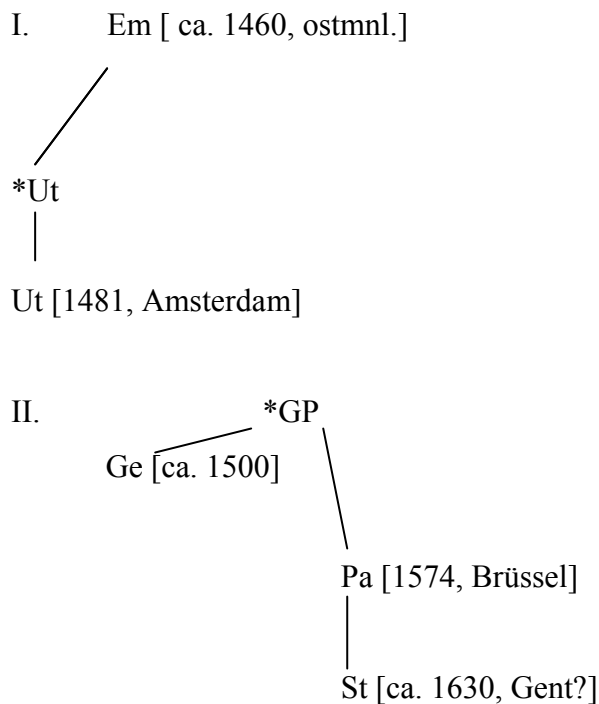 I. Em [ ca. 1460, ostmnl.]
*Ut
Ut [1481, Amsterdam]
II. *GP
Ge [ca. 1500]
Pa [1574, Brüssel]
St [ca. 1630, Gent?]